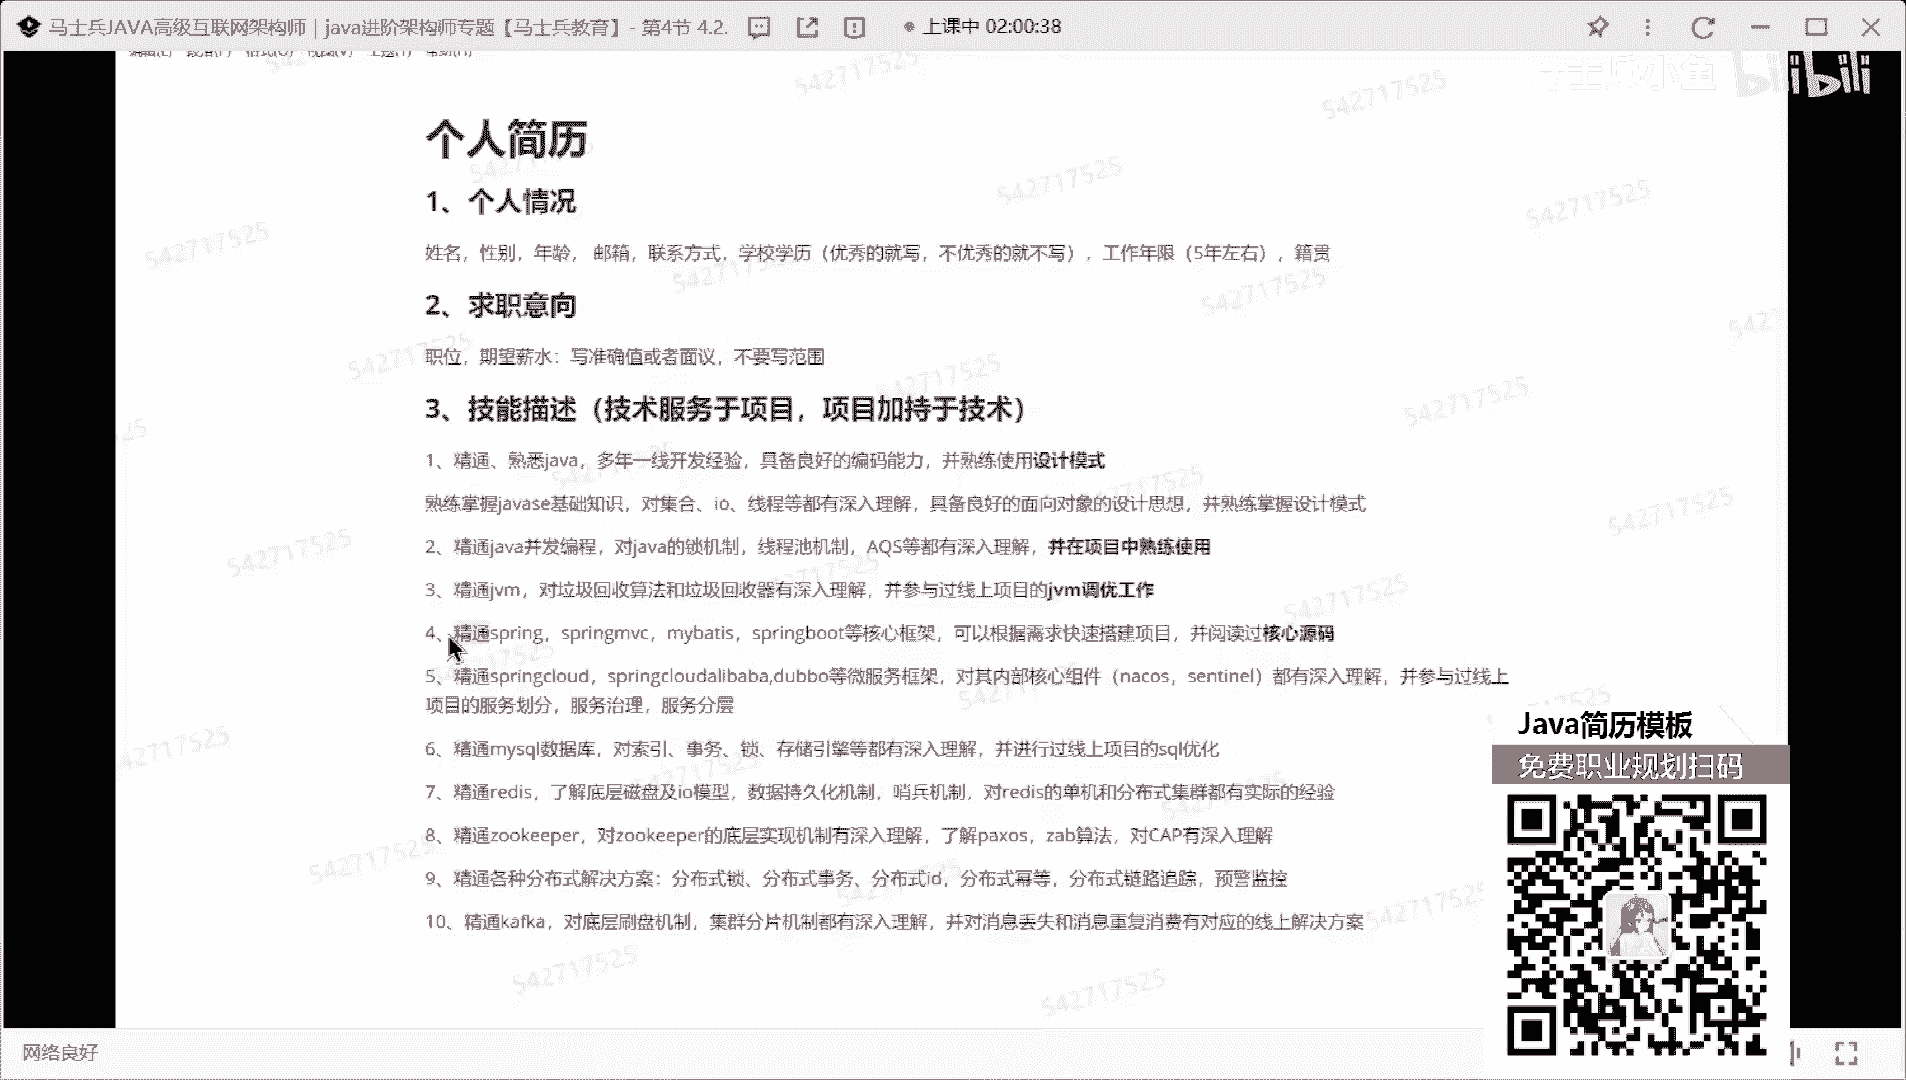 马士兵JAVA高级互联网架构师｜java进阶架构师专题【马士兵教育】- 第4节 4.2.
上课中 02:00:38
bilibili
个人简历
1、个人情况
姓名，性别，年龄， 邮箱，联系方式，学校学历（优秀的就写，不优秀的就不写），工作年限（5年左右），籍贯
2、求职意向
职位，期望薪水：写准确值或者面议，不要写范围
3、技能描述（技术服务于项目，项目加持于技术）
1、精通、熟悉java，多年一线开发经验，具备良好的编码能力，并熟练使用设计模式
熟练掌握javase基础知识，对集合、io、线程等都有深入理解，具备良好的面向对象的设计思想，并熟练掌握设计模式
2、精通java并发编程，对java的锁机制，线程池机制，AQS等都有深入理解，并在项目中熟练使用
3、精通jvm，对垃圾回收算法和垃圾回收器有深入理解，并参与过线上项目的jvm调优工作
4、精通spring，springmvc，mybatis，springboot等核心框架，可以根据需求快速搭建项目，并阅读过核心源码
5、精通springcloud，springcloudalibaba,dubbo等微服务框架，对其内部核心组件（nacos，sentinel）都有深入理解，并参与过线上
项目的服务划分，服务治理，服务分层
6、精通mysql数据库，对索引、事务、锁、存储引擎等都有深入理解，并进行过线上项目的sql优化
7、精通redis，了解底层磁盘及io模型，数据持久化机制，哨兵机制，对redis的单机和分布式集群都有实际的经验
8、精通zookeeper，对zookeeper的底层实现机制有深入理解，了解paxos，zab算法，对CAP有深入理解
9、精通各种分布式解决方案：分布式锁、分布式事务、分布式id，分布式幂等，分布式链路追踪，预警监控
10、精通kafka，对底层刷盘机制，集群分片机制都有深入理解，并对消息丢失和消息重复消费有对应的线上解决方案
Java简历模板
免费职业规划扫码
网络良好
542717525